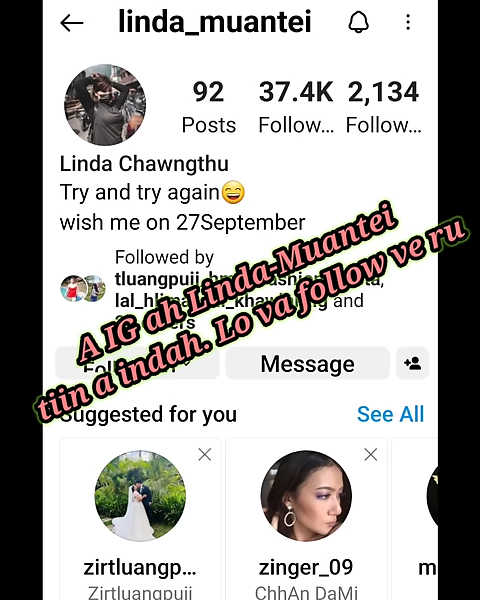 linda_muantei
92 37.4K 2,134
Posts Follow... Follow...
Linda Chawngthu
Try and try again😄
wish me on 27September
Followed by
and
A IG ah Linda-Muantei
tiin a indah. Lo va follow ve ru
Message
Suggested for you See All
zirtluangp... zinger_09 m
Zirtluangpuii ChhAn DaMi